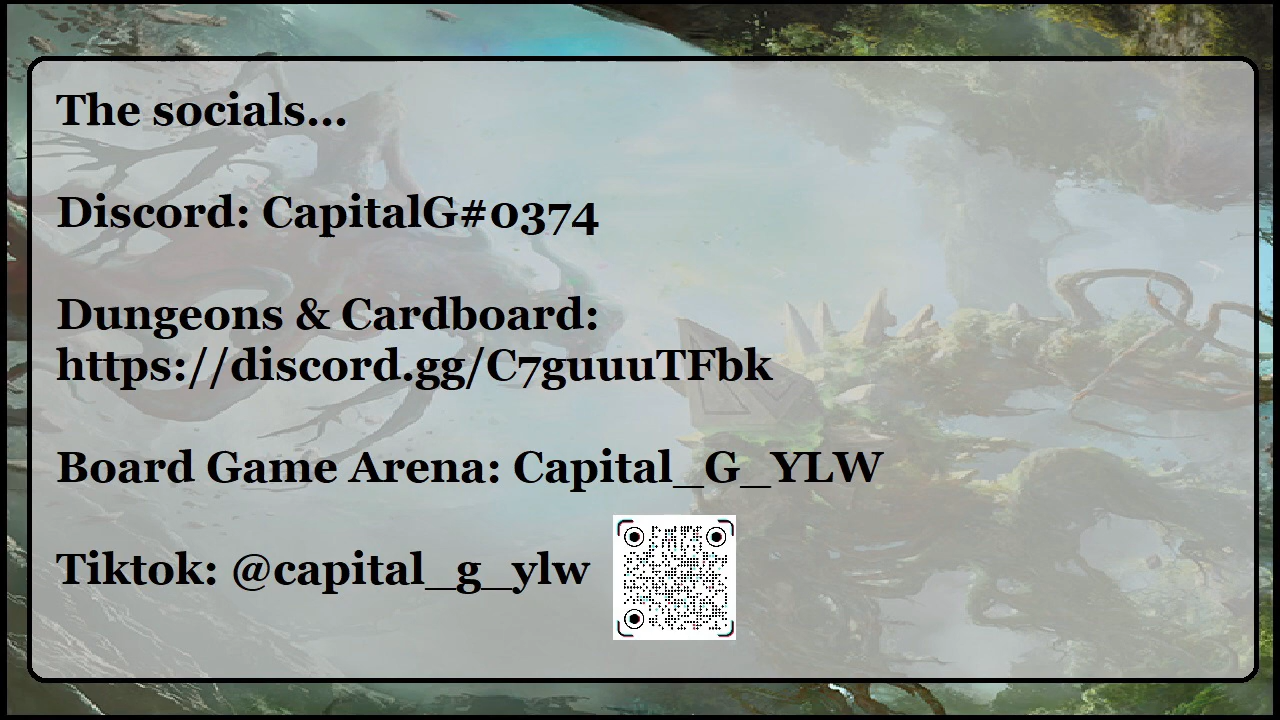 The socials...
Discord: CapitalG#0374
Dungeons & Cardboard:
https://discord.gg/C7guuuTFbk
Board Game Arena: Capital_G_YLW
Tiktok: @capital_g_ylw